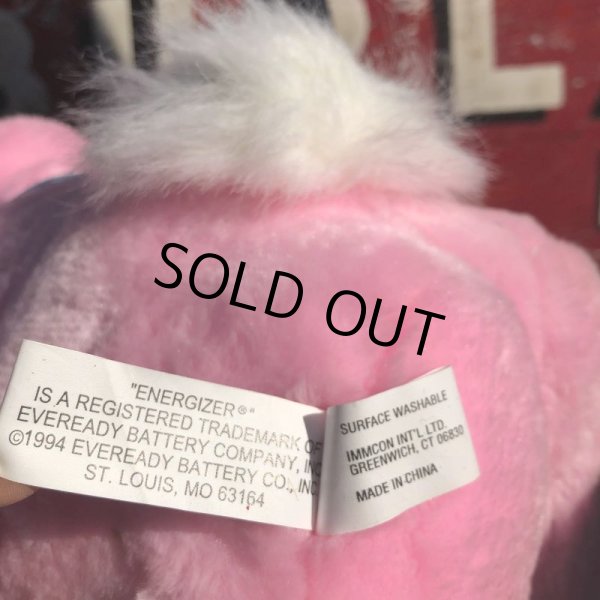 SOLD OUT
"ENERGIZER®"
IS A REGISTERED TRADEMARK OF
EVEREADY BATTERY COMPANY, INC
©1994 EVEREADY BATTERY CO., INC
ST. LOUIS, MO 63164
SURFACE WASHABLE
IMMCON INT'L LTD.
GREENWICH, CT 06830
MADE IN CHINA